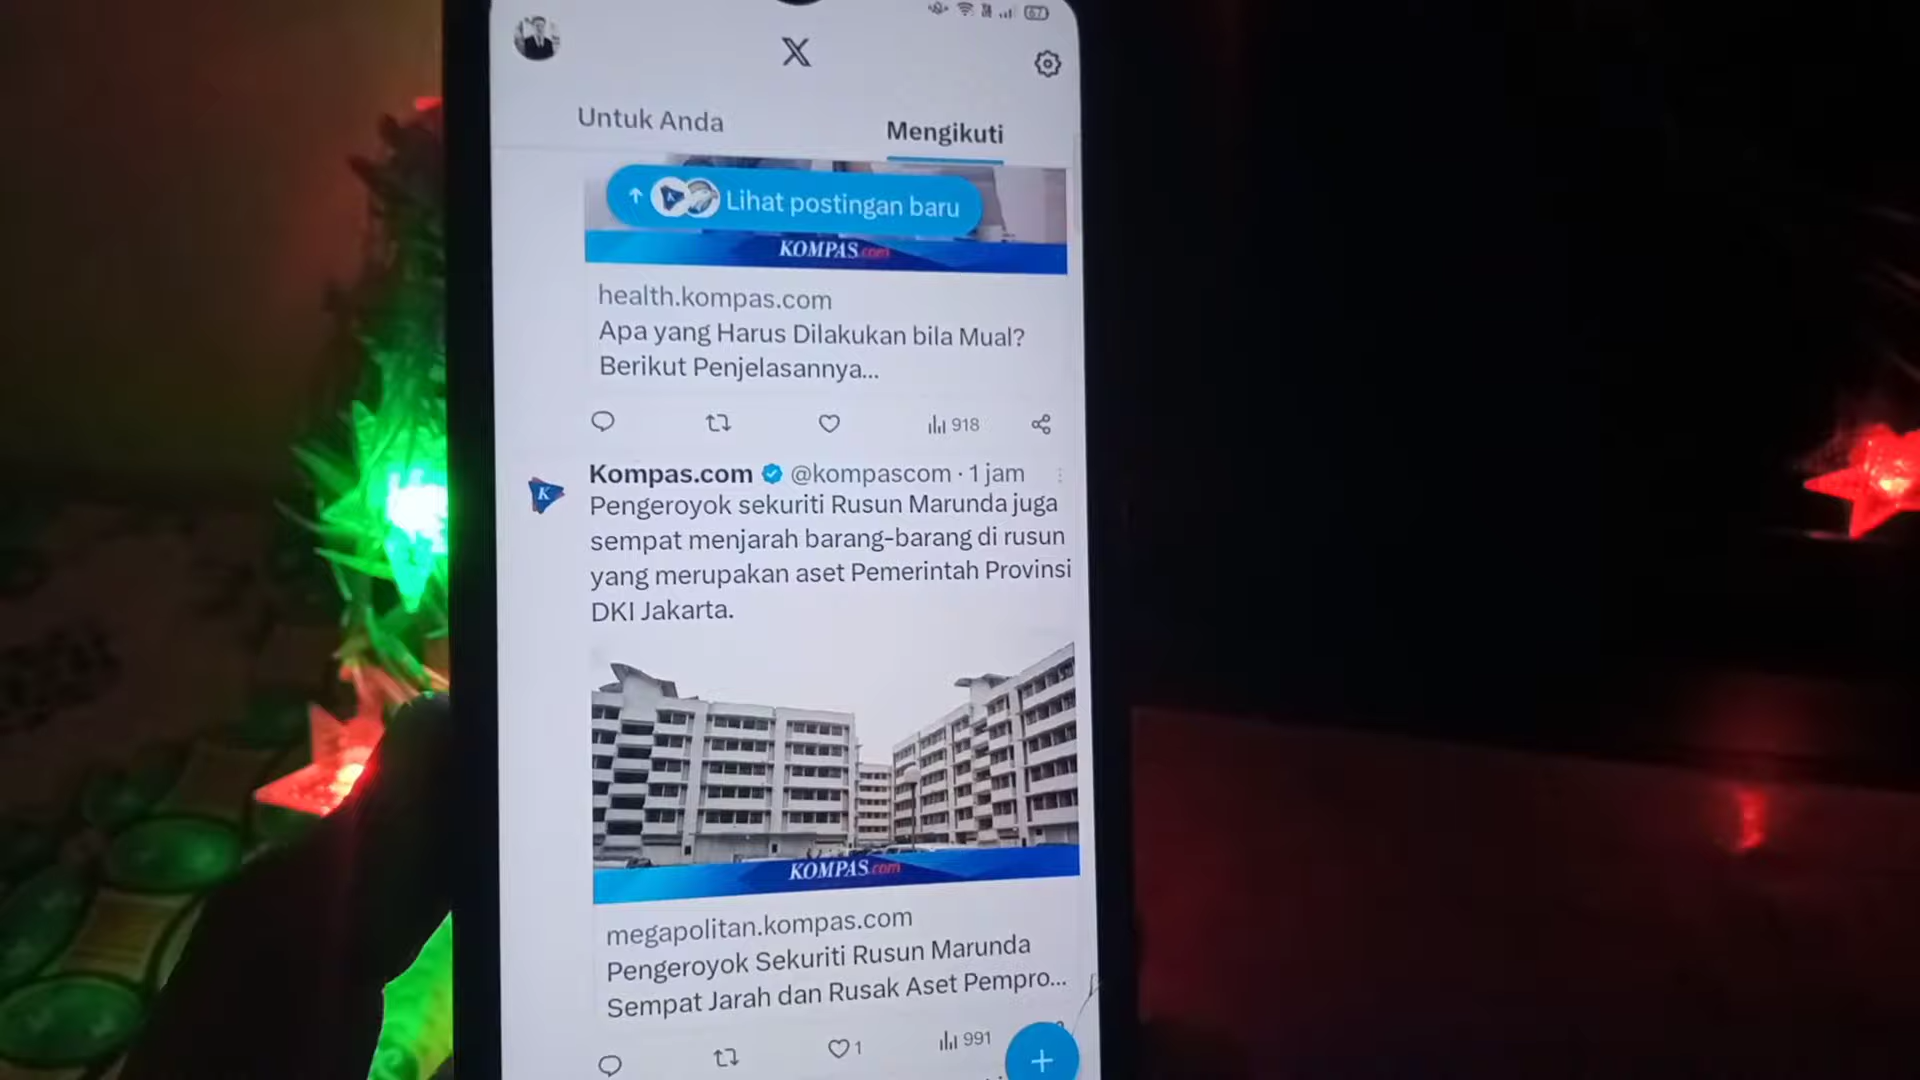 67
X
Untuk Anda
Mengikuti
Lihat postingan baru
KOMPAS.com
health.kompas.com
Apa yang Harus Dilakukan bila Mual?
Berikut Penjelasannya...
918
Kompas.com @kompascom · 1 jam
K
Pengeroyok sekuriti Rusun Marunda juga
sempat menjarah barang-barang di rusun
yang merupakan aset Pemerintah Provinsi
DKI Jakarta.
KOMPAS.com
megapolitan.kompas.com
Pengeroyok Sekuriti Rusun Marunda
Sempat Jarah dan Rusak Aset Pempro...
1
991